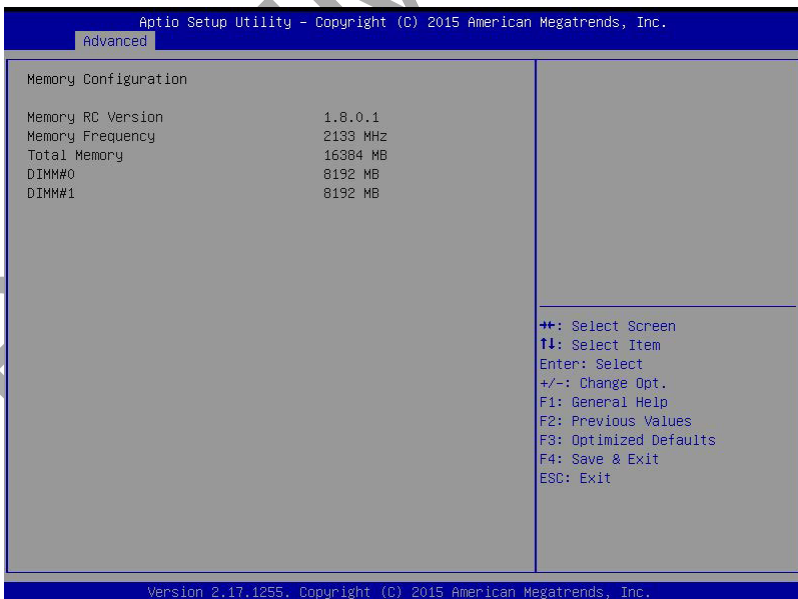 Aptio Setup Utility – Copyright (C) 2015 American Megatrends, Inc.
Advanced
Memory Configuration
Memory RC Version 1.8.0.1
Memory Frequency 2133 MHz
Total Memory 16384 MB
DIMM#0 8192 MB
DIMM#1 8192 MB
→←: Select Screen
↑↓: Select Item
Enter: Select
+/-: Change Opt.
F1: General Help
F2: Previous Values
F3: Optimized Defaults
F4: Save & Exit
ESC: Exit
Version 2.17.1255. Copyright (C) 2015 American Megatrends, Inc.